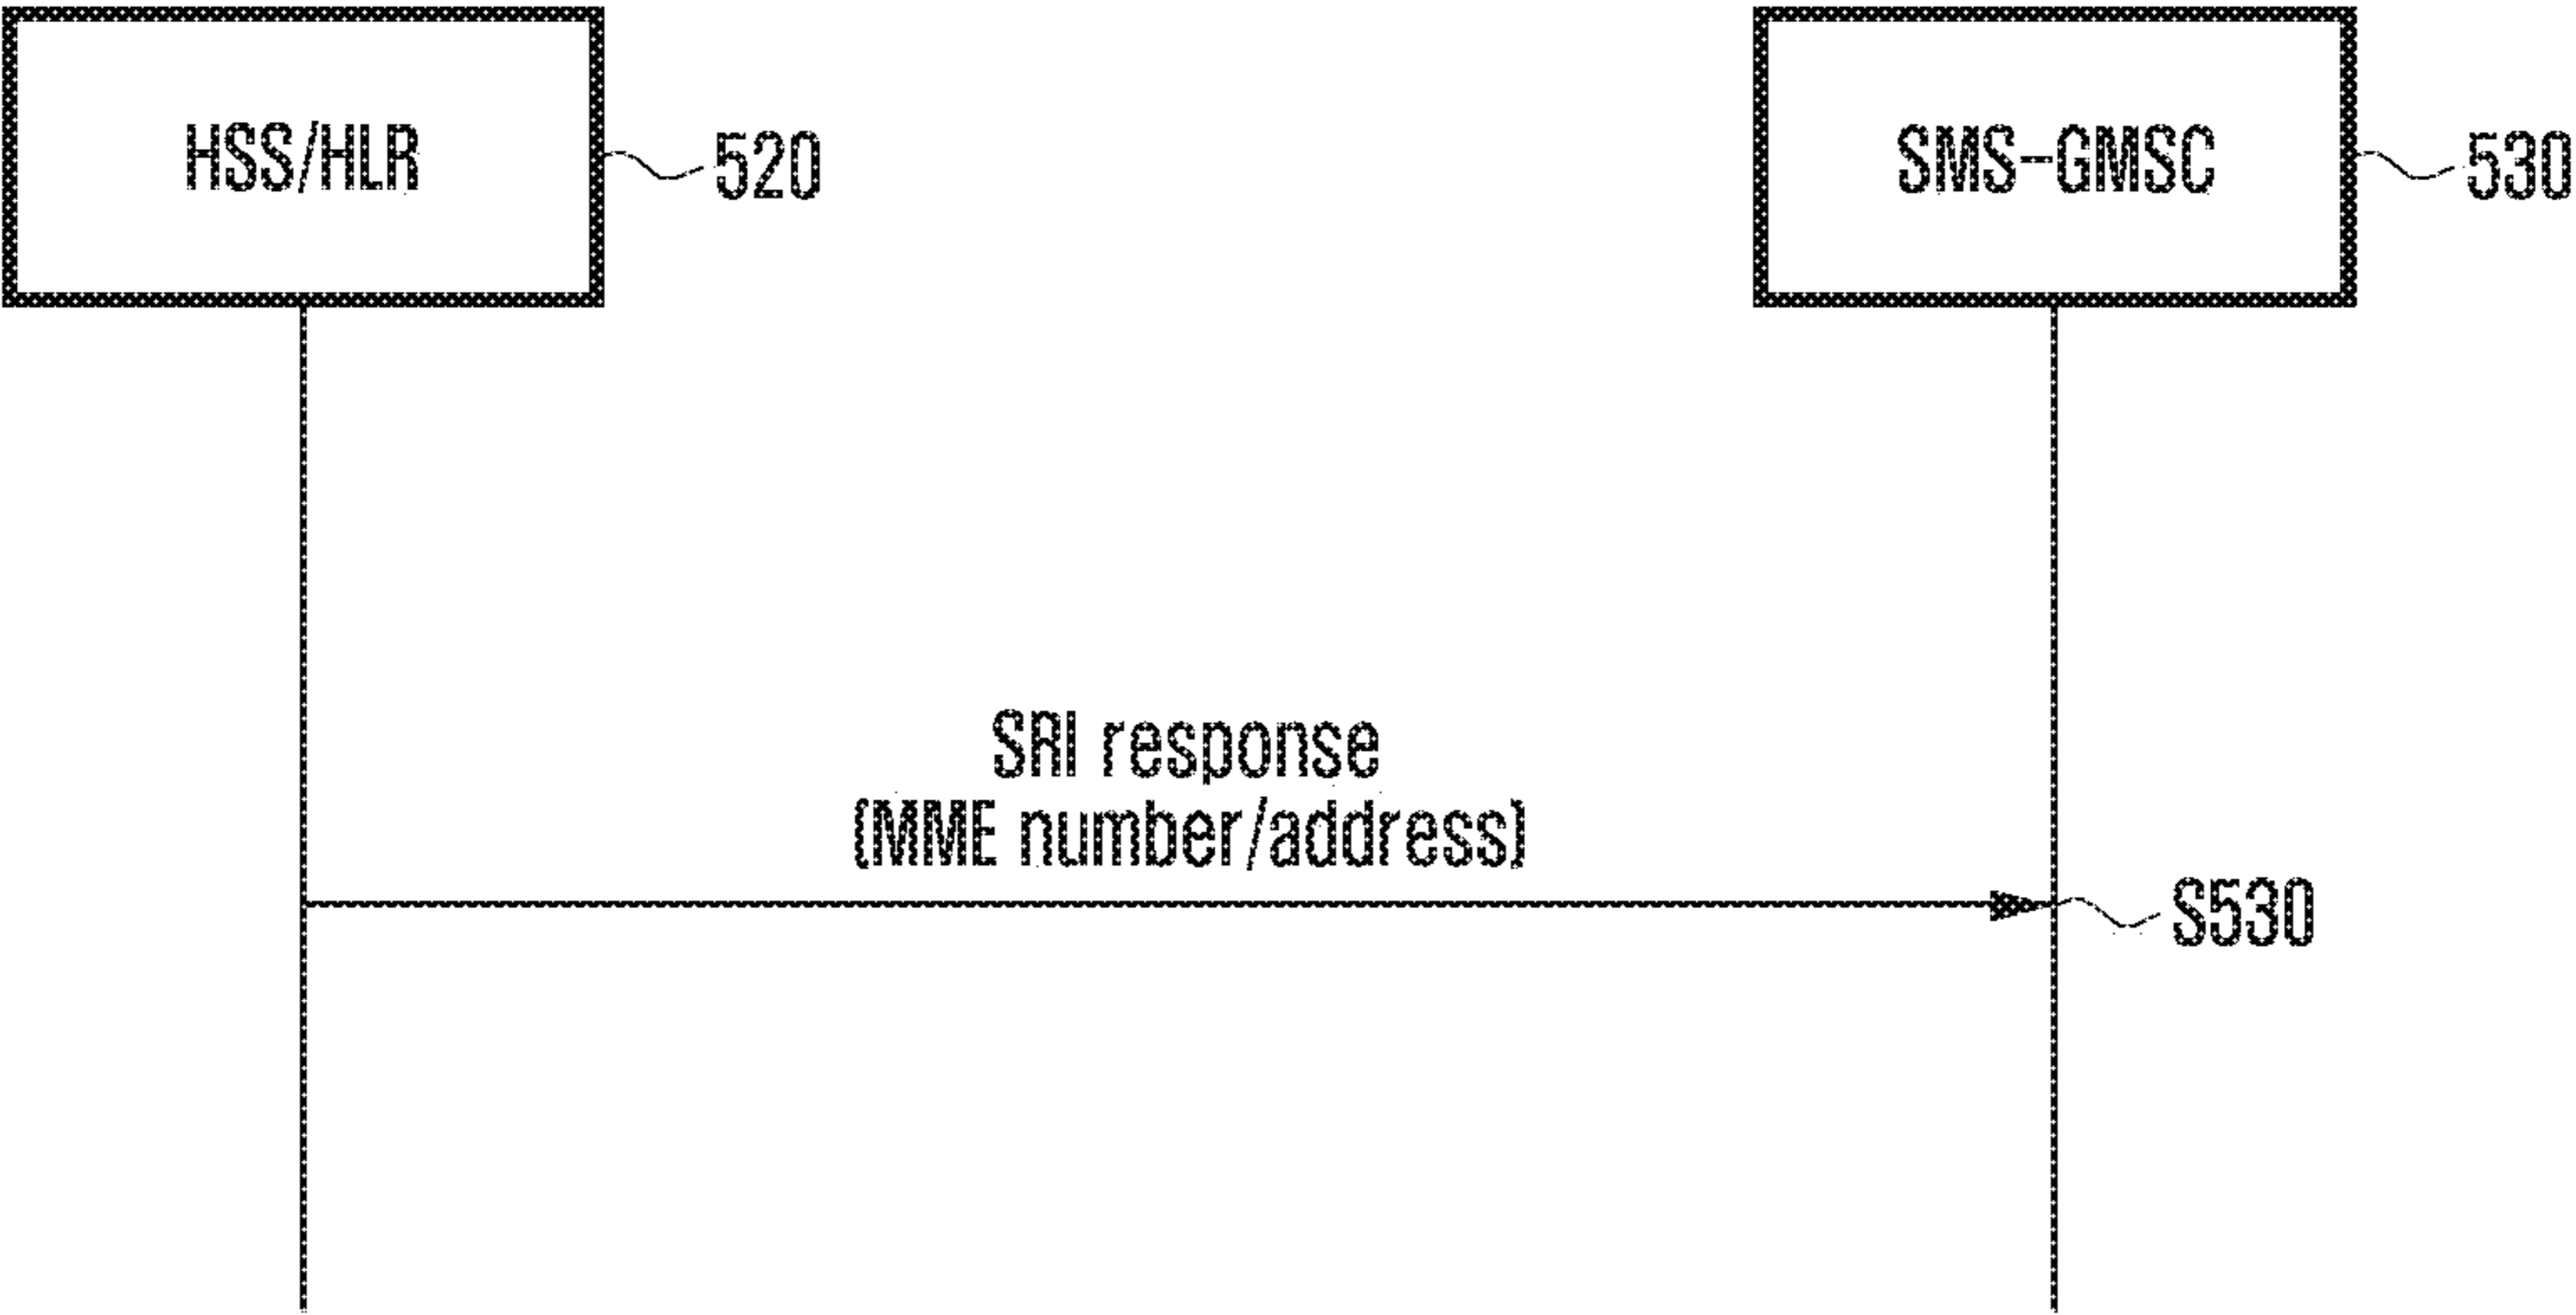 HSS/HLR
520
SMS-GMSC
530
SRI response
(MME number/address)
S530